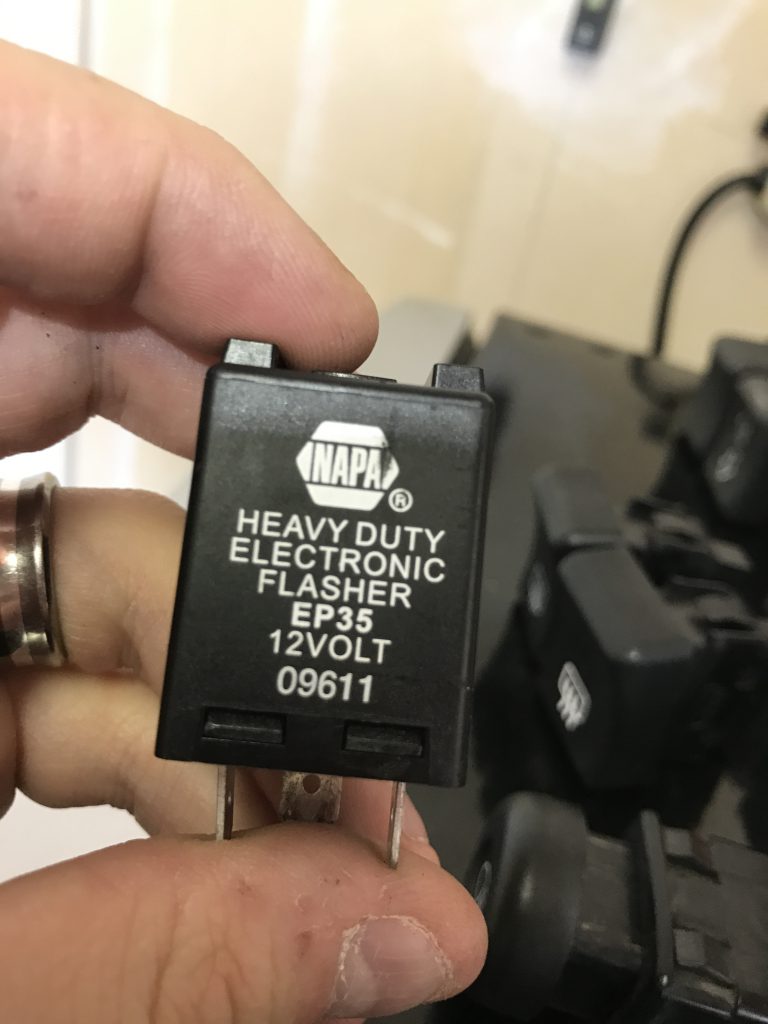 NAPA®
HEAVY DUTY
ELECTRONIC
FLASHER
EP35
12VOLT
09611